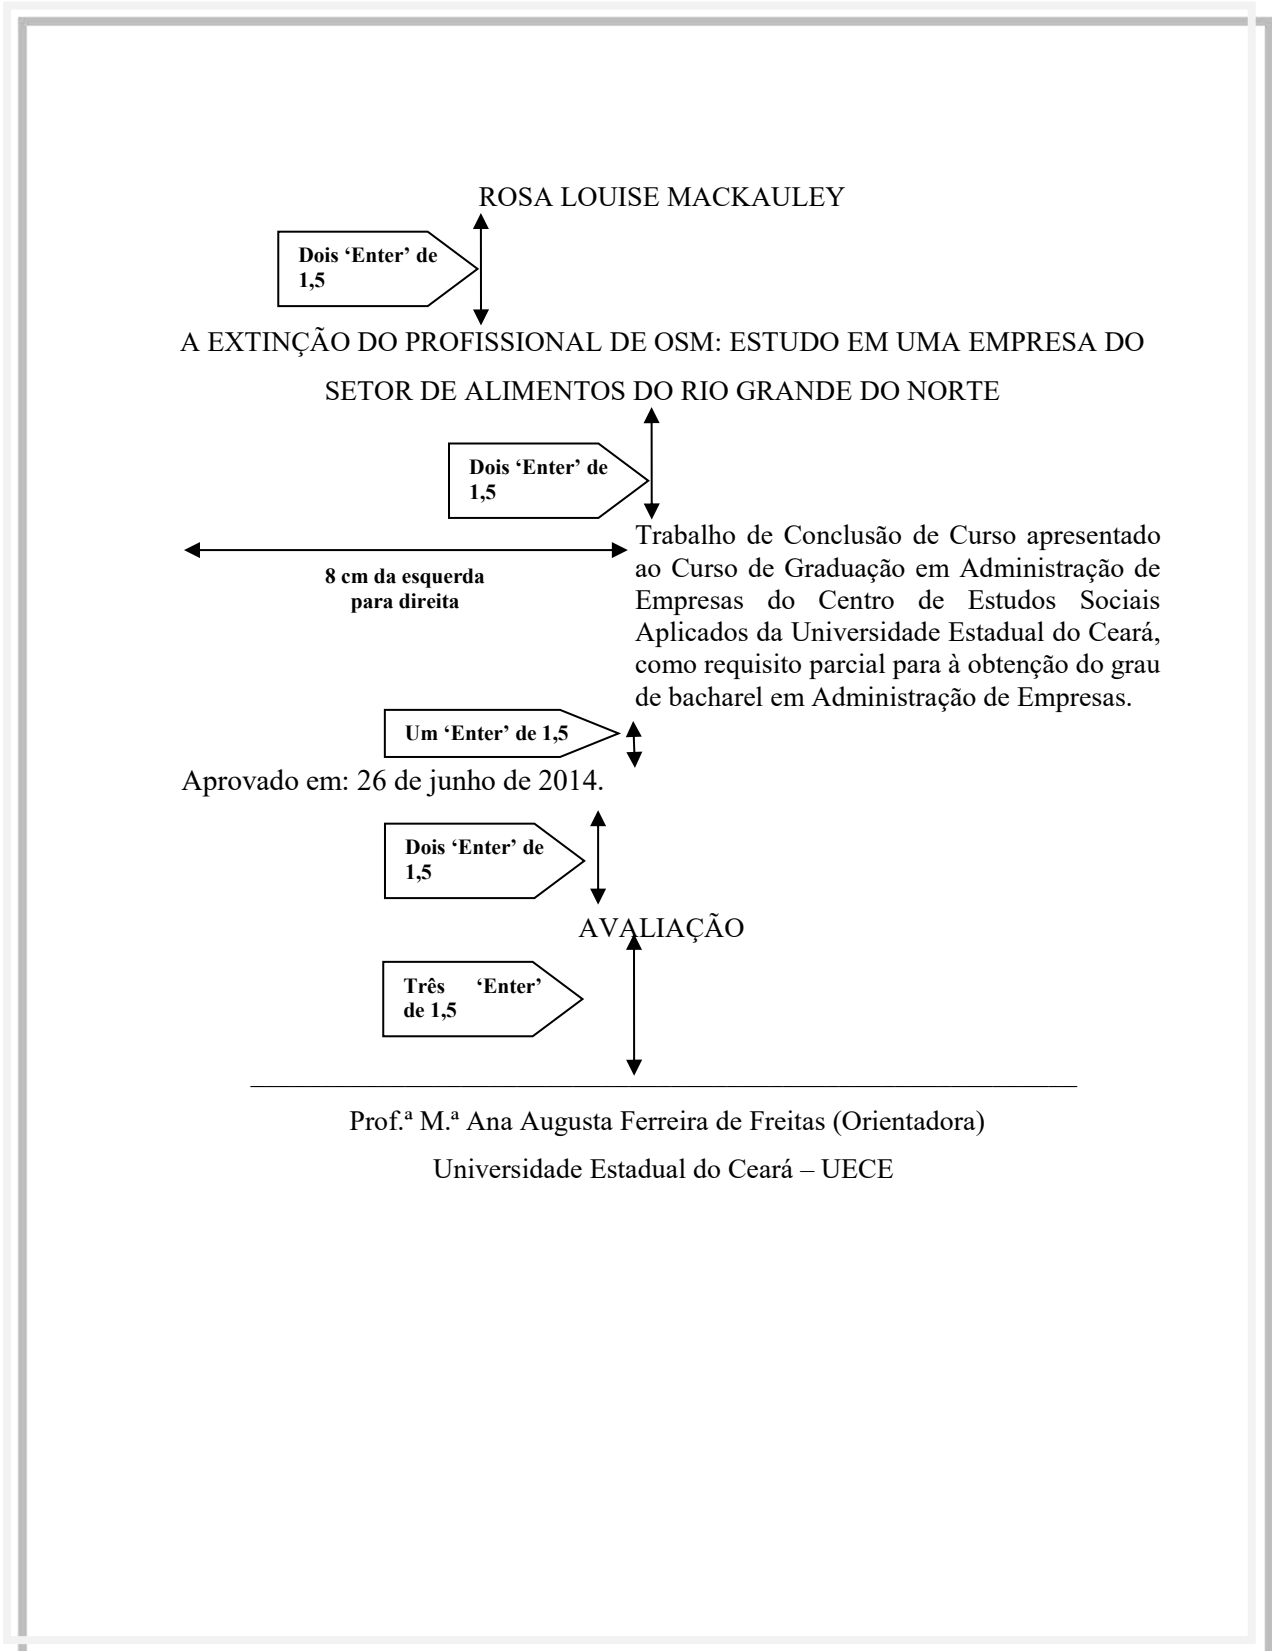 ROSA LOUISE MACKAULEY
Dois ‘Enter’ de
1,5
A EXTINÇÃO DO PROFISSIONAL DE OSM: ESTUDO EM UMA EMPRESA DO
SETOR DE ALIMENTOS DO RIO GRANDE DO NORTE
Dois ‘Enter’ de
1,5
8 cm da esquerda
para direita
Trabalho de Conclusão de Curso apresentado
ao Curso de Graduação em Administração de
Empresas do Centro de Estudos Sociais
Aplicados da Universidade Estadual do Ceará,
como requisito parcial para à obtenção do grau
de bacharel em Administração de Empresas.
Um ‘Enter’ de 1,5
Aprovado em: 26 de junho de 2014.
Dois ‘Enter’ de
1,5
AVALIAÇÃO
Três ‘Enter’
de 1,5
Prof.ª M.ª Ana Augusta Ferreira de Freitas (Orientadora)
Universidade Estadual do Ceará – UECE